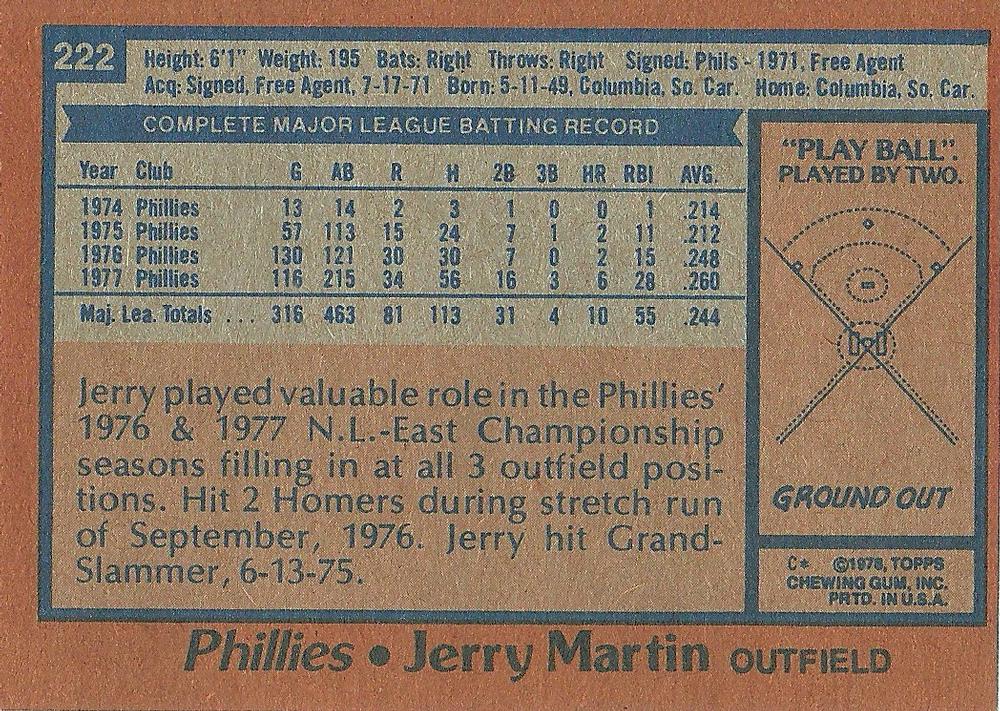 222
Height: 6'1" Weight: 195 Bats: Right Throws: Right Signed: Phils - 1971, Free Agent
Acq: Signed, Free Agent, 7-17-71 Born: 5-11-49, Columbia, So. Car. Home: Columbia, So. Car.
COMPLETE MAJOR LEAGUE BATTING RECORD
Year Club G AB R H 2B 3B HR RBI AVG.
1974 Phillies 13 14 2 3 1 0 0 1 .214
1975 Phillies 57 113 15 24 7 1 2 11 .212
1976 Phillies 130 121 30 30 7 0 2 15 .248
1977 Phillies 116 215 34 56 16 3 6 28 .260
Maj. Lea. Totals ... 316 463 81 113 31 4 10 55 .244
Jerry played valuable role in the Phillies'
1976 & 1977 N.L.-East Championship
seasons filling in at all 3 outfield posi-
tions. Hit 2 Homers during stretch run
of September, 1976. Jerry hit Grand-
Slammer, 6-13-75.
"PLAY BALL".
PLAYED BY TWO.
GROUND OUT
C* ©1978, TOPPS
CHEWING GUM, INC.
PRTD. IN U.S.A.
Phillies • Jerry Martin OUTFIELD